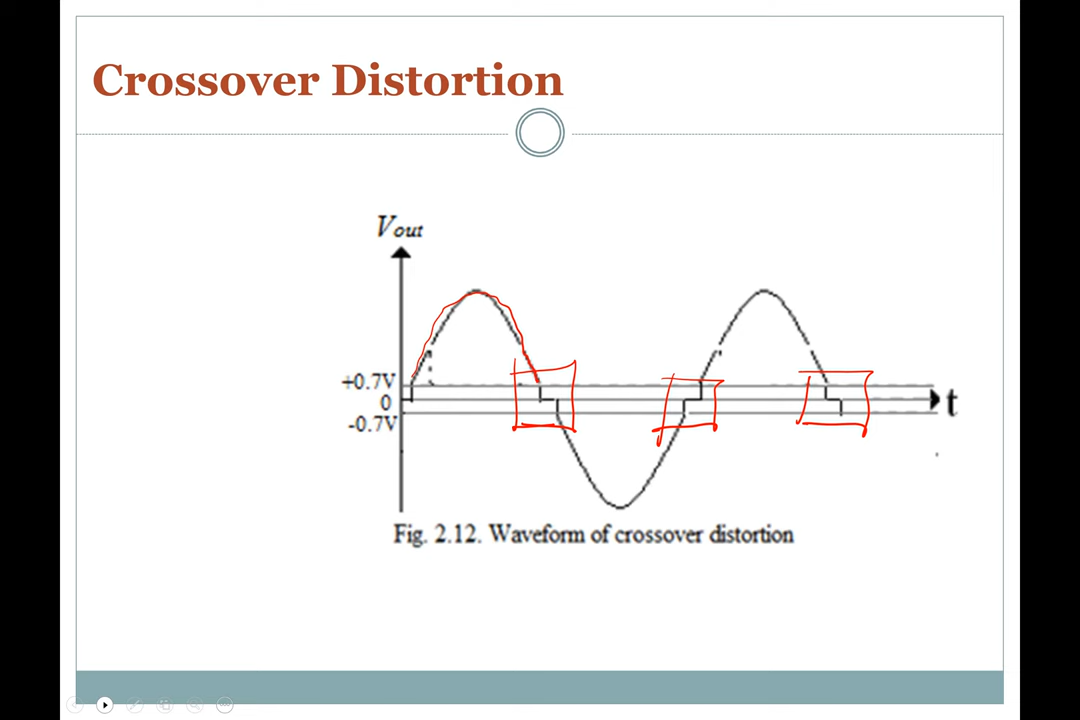 Crossover Distortion
Vout
+0.7V
0
-0.7V
t
Fig. 2.12. Waveform of crossover distortion